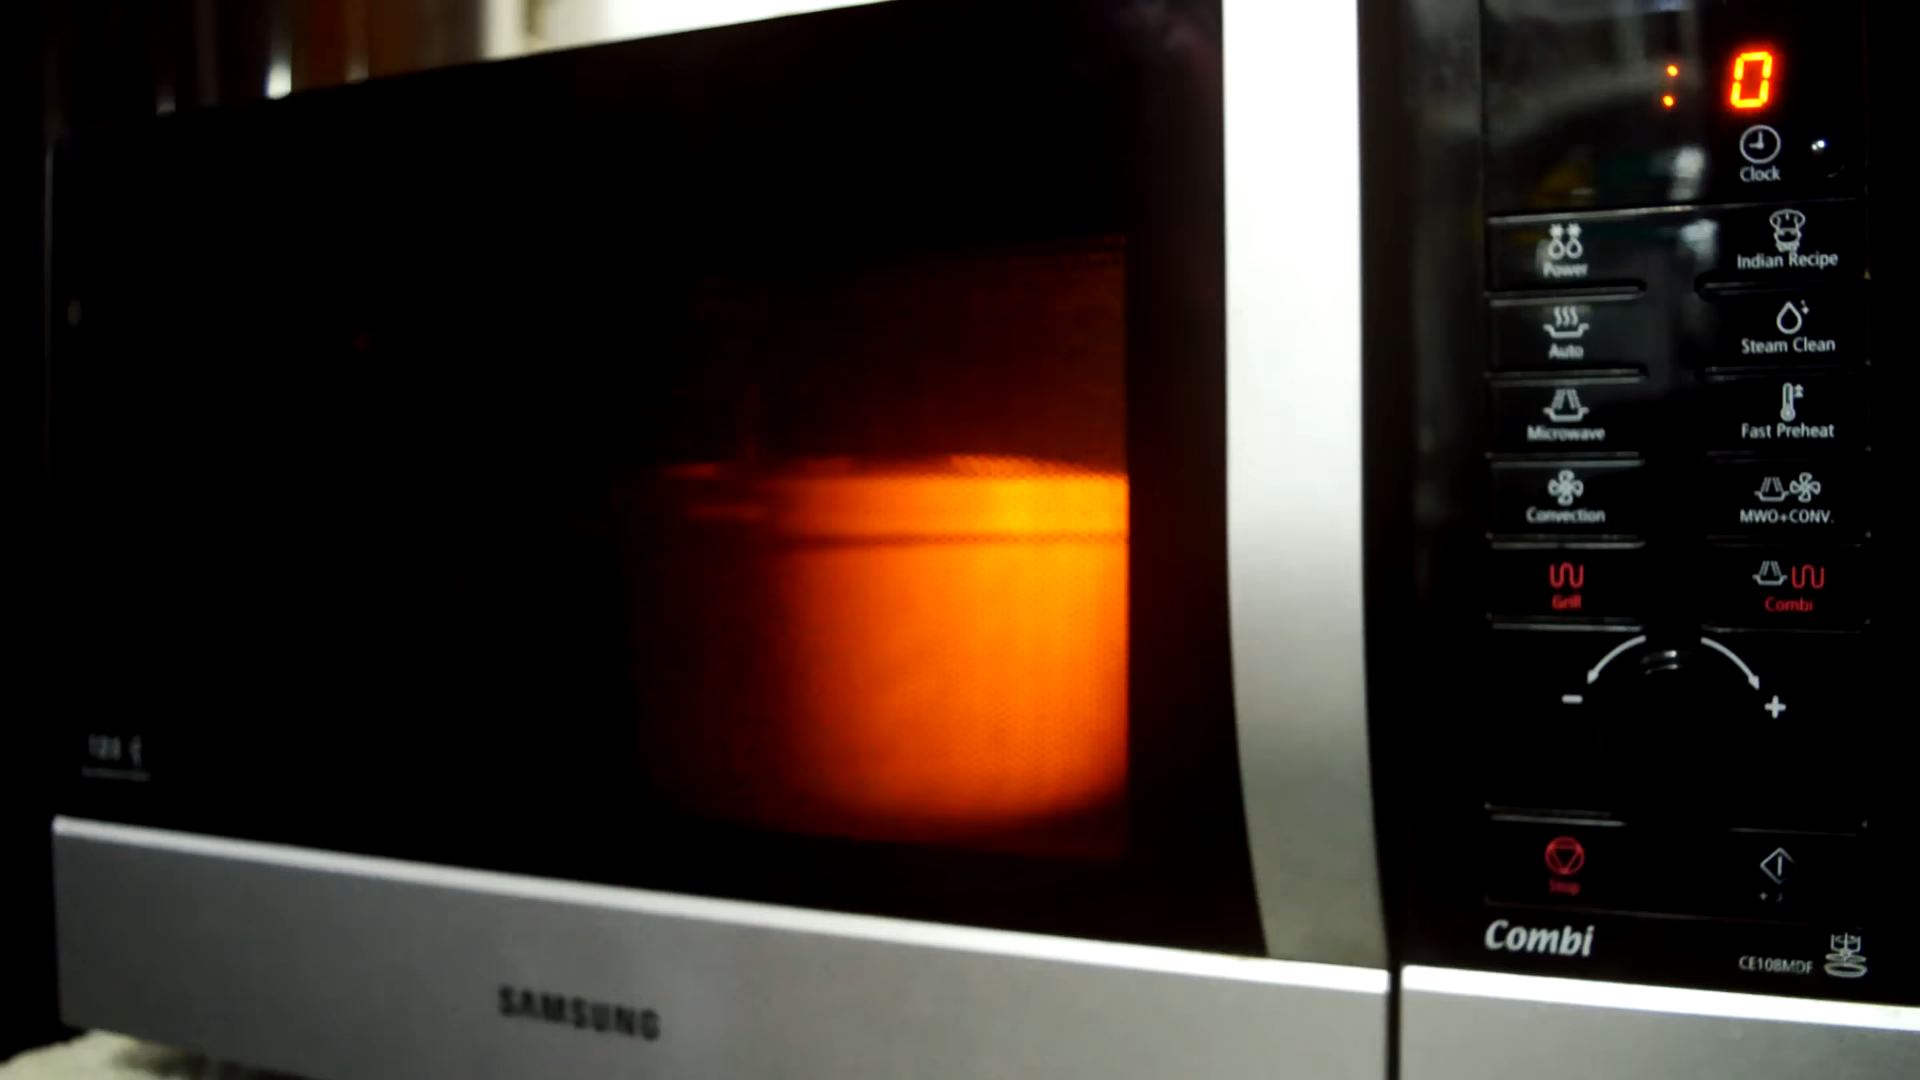 : 0
Clock
Power
Indian Recipe
Auto
Steam Clean
Microwave
Fast Preheat
Convection
MWO+CONV.
Grill
Combi
- +
Stop
Combi
CE108MDF
SAMSUNG